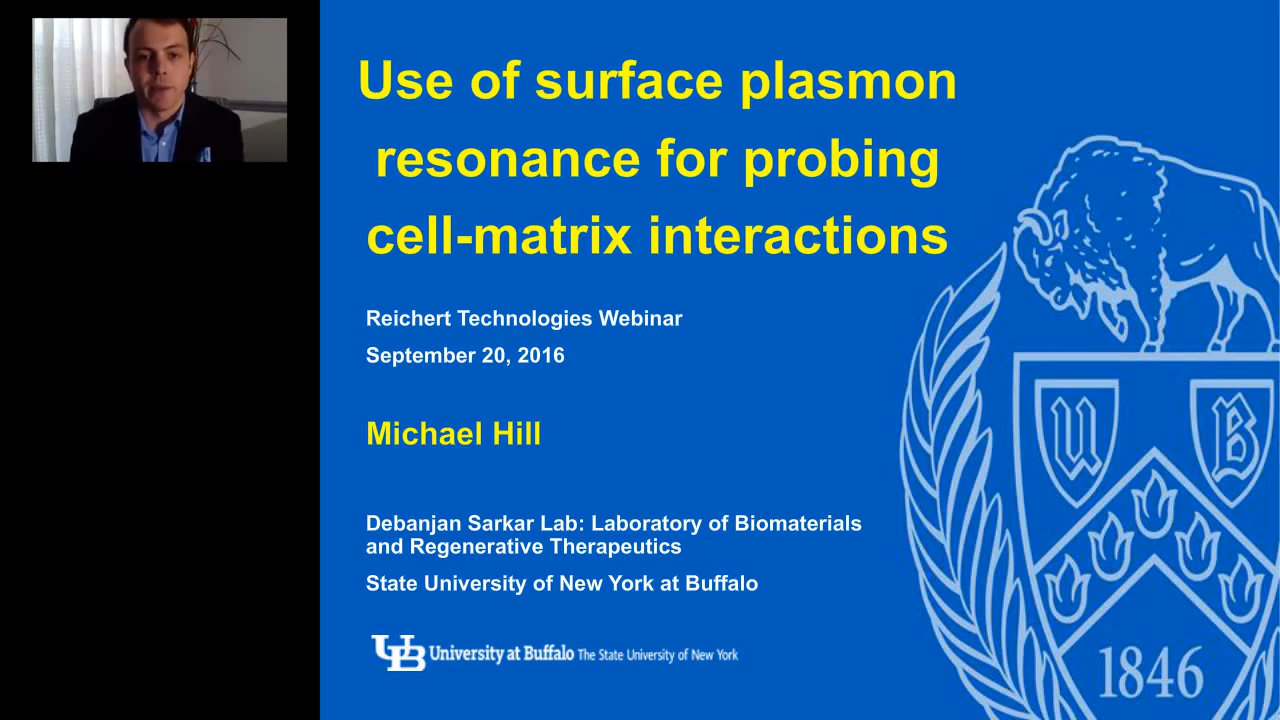 Use of surface plasmon
resonance for probing
cell-matrix interactions
Reichert Technologies Webinar
September 20, 2016
Michael Hill
Debanjan Sarkar Lab: Laboratory of Biomaterials
and Regenerative Therapeutics
State University of New York at Buffalo
UB University at Buffalo The State University of New York
U B
1846